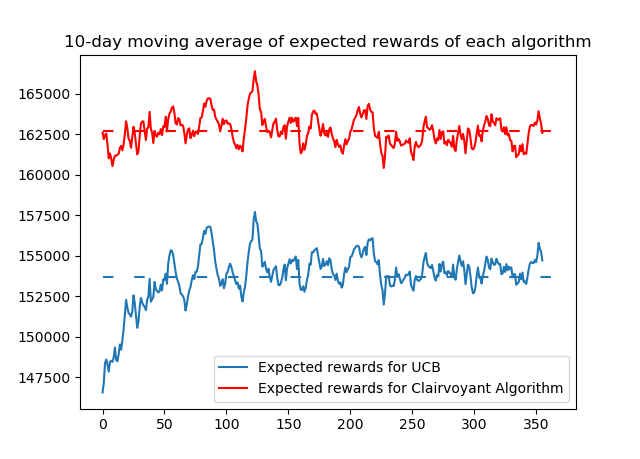 10-day moving average of expected rewards of each algorithm
165000
162500
160000
157500
155000
152500
150000
147500
Expected rewards for UCB
Expected rewards for Clairvoyant Algorithm
0 50 100 150 200 250 300 350